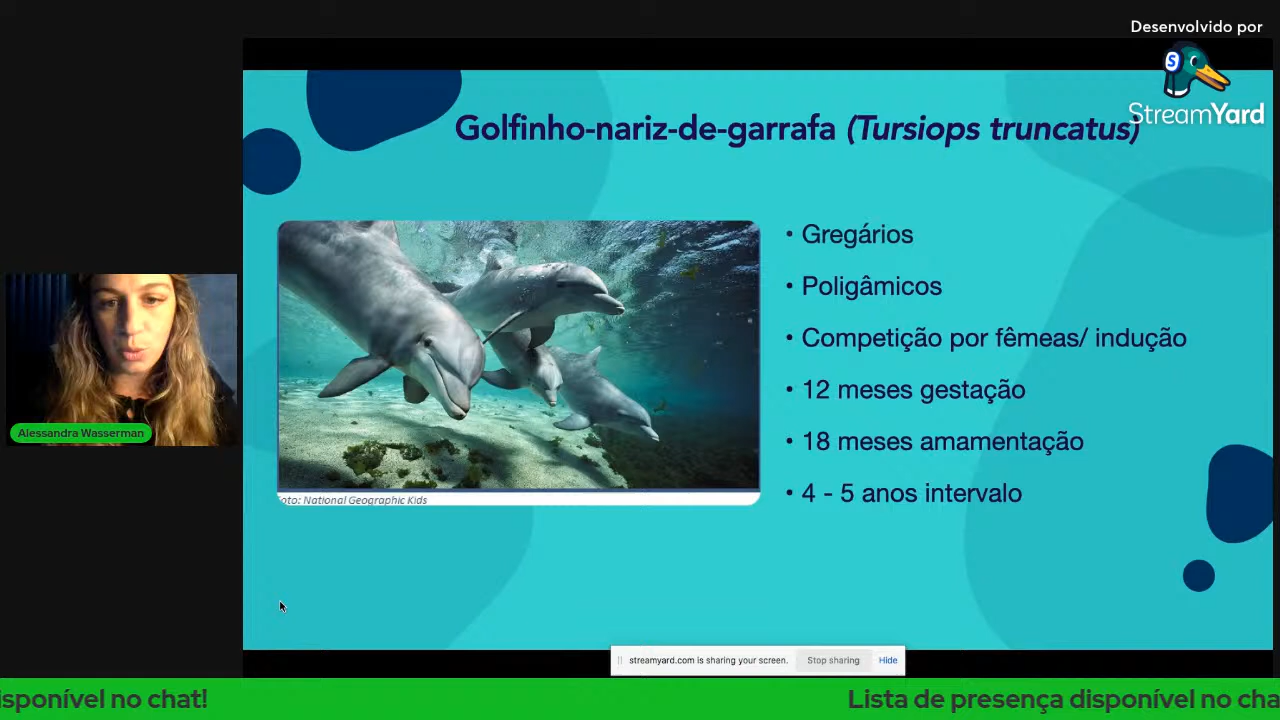 Desenvolvido por
StreamYard
Golfinho-nariz-de-garrafa (Tursiops truncatus)
• Gregários
• Poligâmicos
• Competição por fêmeas/ indução
• 12 meses gestação
• 18 meses amamentação
• 4 - 5 anos intervalo
oto: National Geographic Kids
Alessandra Wasserman
streamyard.com is sharing your screen. Stop sharing Hide
isponível no chat! Lista de presença disponível no cha